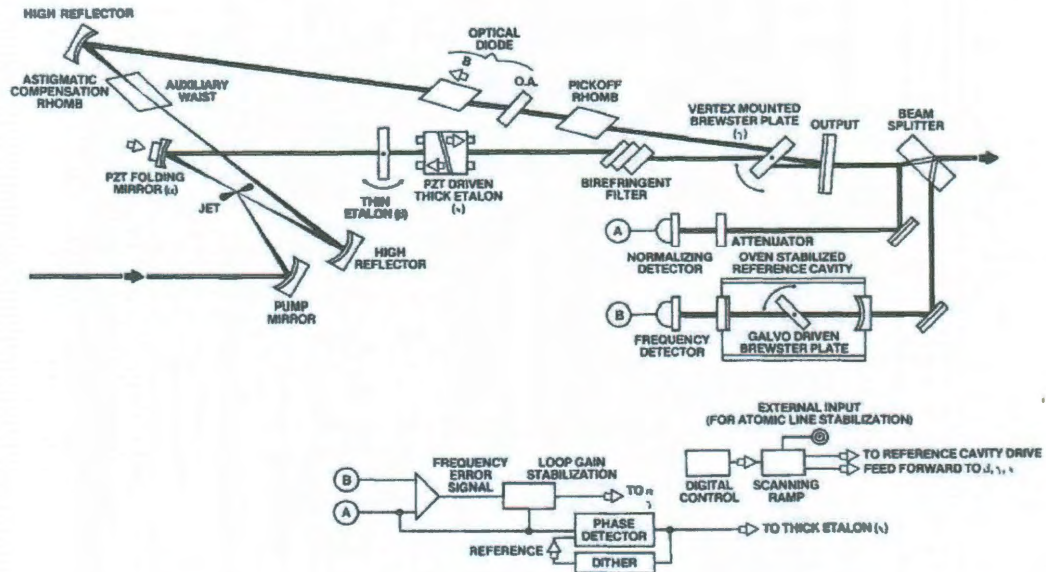 HIGH REFLECTOR
OPTICAL
DIODE
B
O.A.
ASTIGMATIC
COMPENSATION
RHOMB
AUXILIARY
WAIST
PICKOFF
RHOMB
VERTEX MOUNTED
BREWSTER PLATE
OUTPUT
BEAM
SPLITTER
PZT FOLDING
MIRROR (α)
JET
THIN
ETALON (β)
PZT DRIVEN
THICK ETALON
BIREFRINGENT
FILTER
HIGH
REFLECTOR
PUMP
MIRROR
A
NORMALIZING
DETECTOR
ATTENUATOR
OVEN STABILIZED
REFERENCE CAVITY
B
FREQUENCY
DETECTOR
GALVO DRIVEN
BREWSTER PLATE
EXTERNAL INPUT
(FOR ATOMIC LINE STABILIZATION)
DIGITAL
CONTROL
SCANNING
RAMP
TO REFERENCE CAVITY DRIVE
FEED FORWARD TO
B
A
FREQUENCY
ERROR
SIGNAL
LOOP GAIN
STABILIZATION
TO
PHASE
DETECTOR
REFERENCE
DITHER
TO THICK ETALON